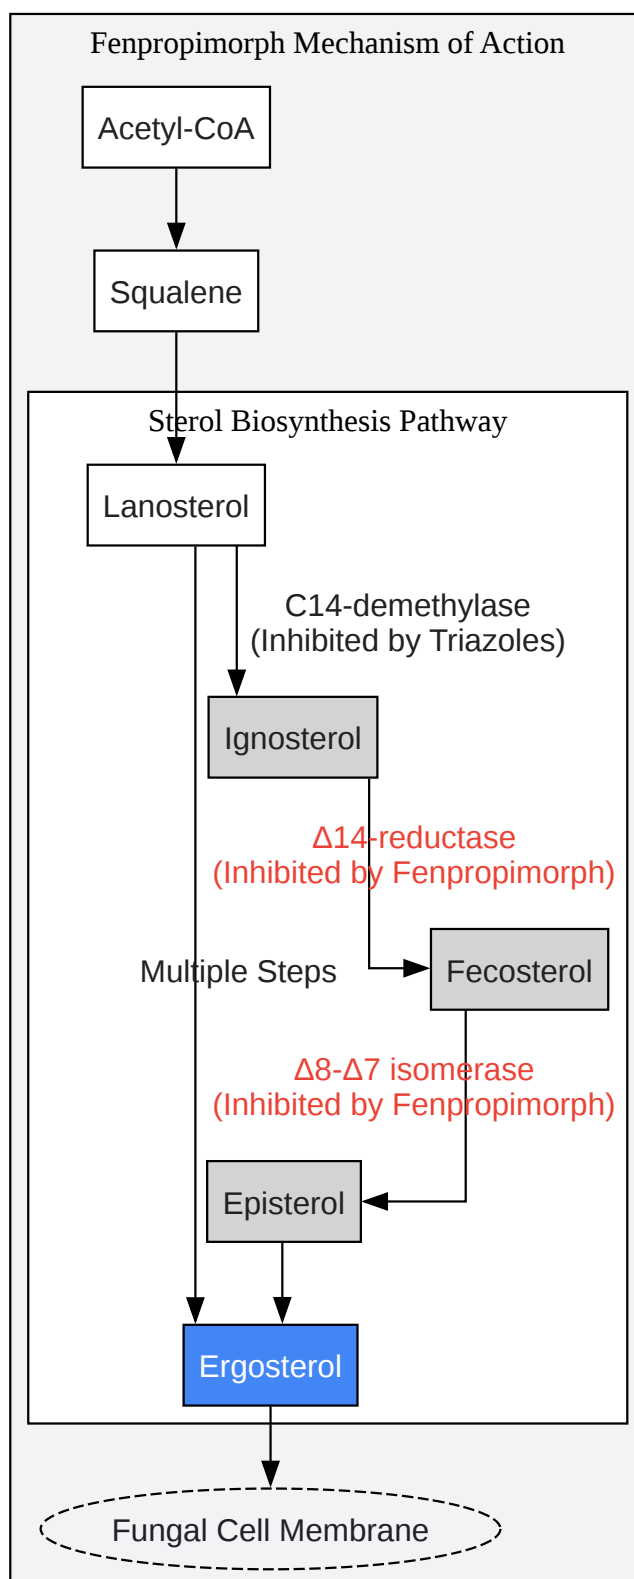 Fenpropimorph Mechanism of Action
Acetyl-CoA
Squalene
Sterol Biosynthesis Pathway
Lanosterol
C14-demethylase
(Inhibited by Triazoles)
Ignosterol
Δ14-reductase
(Inhibited by Fenpropimorph)
Multiple Steps
Fecosterol
Δ8-Δ7 isomerase
(Inhibited by Fenpropimorph)
Episterol
Ergosterol
Fungal Cell Membrane